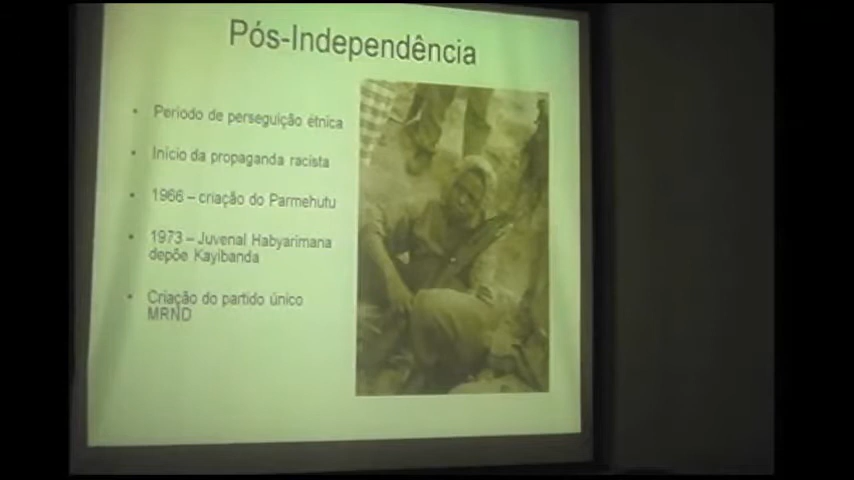 Pós-Independência
• Período de perseguição étnica
• Início da propaganda racista
• 1966 – criação do Parmehutu
• 1973 – Juvenal Habyarimana
depõe Kayibanda
• Criação do partido único
MRND